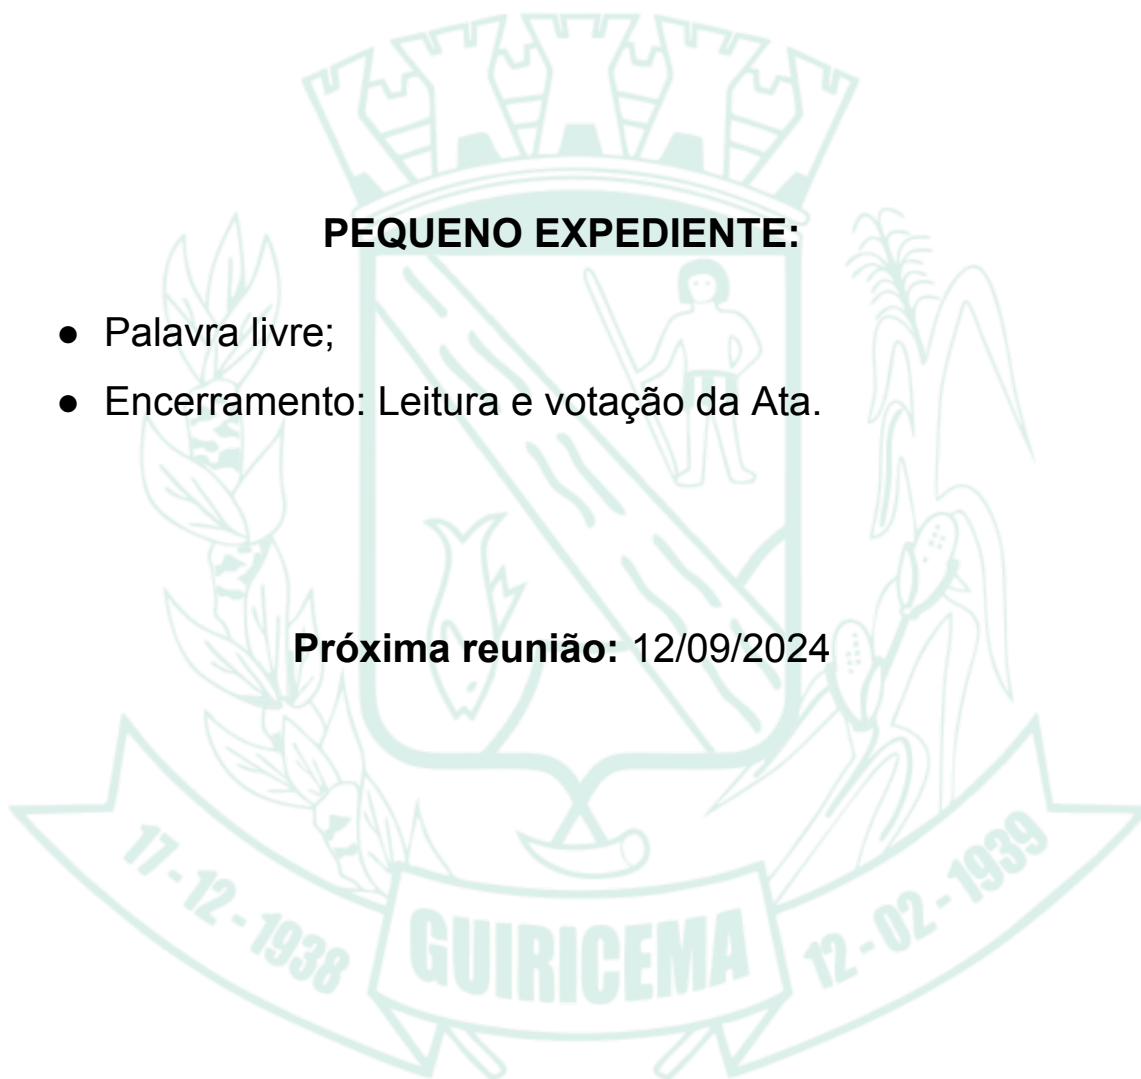 PEQUENO EXPEDIENTE:
● Palavra livre;
● Encerramento: Leitura e votação da Ata.
Próxima reunião: 12/09/2024
17-12-1938
GUIRICEMA
12-02-1939